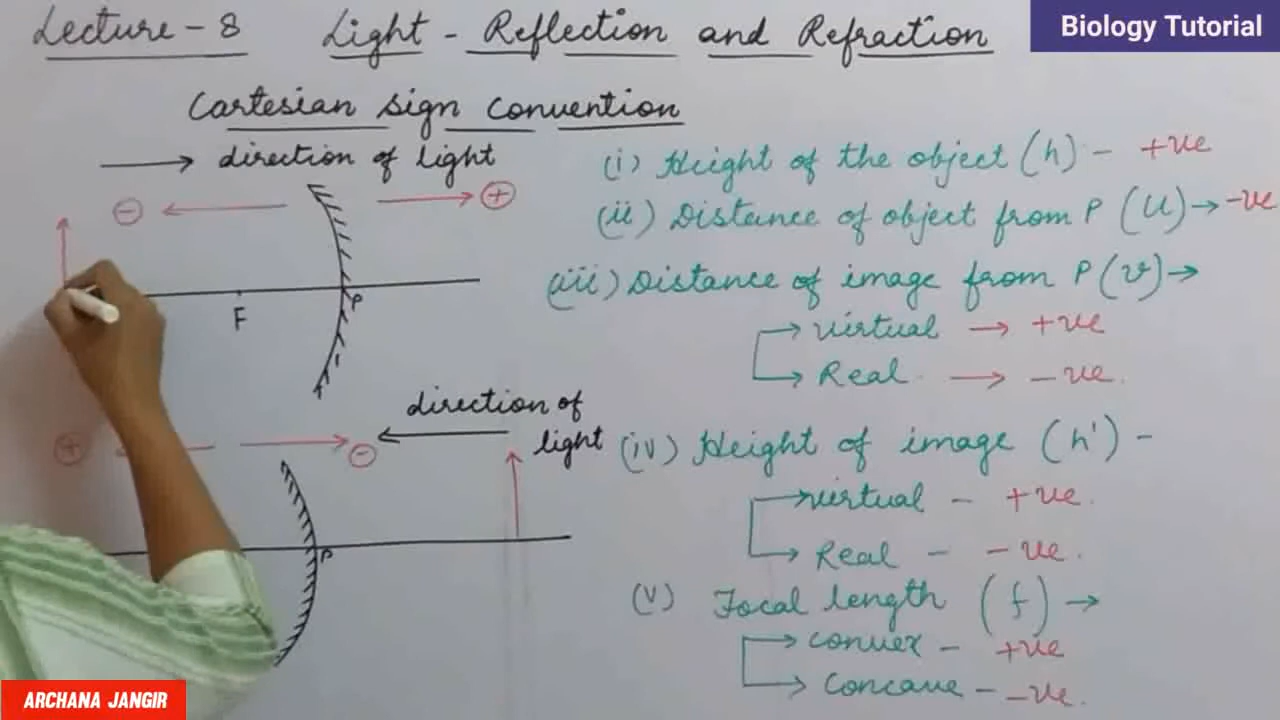 Lecture - 8 Light - Reflection and Refraction
Biology Tutorial
Cartesian sign convention
→ direction of light
⊖ ← → ⊕
F
P
direction of
← light
⊕ ← → ⊖
P
(i) Height of the object (h) - +ve
(ii) Distance of object from P (u) → -ve
(iii) Distance of image from P (v) →
→ virtual → +ve
→ Real → -ve.
(iv) Height of image (h') -
→ virtual - +ve.
→ Real - -ve.
(v) Focal length (f) →
→ convex - +ve
→ Concave - -ve.
ARCHANA JANGIR